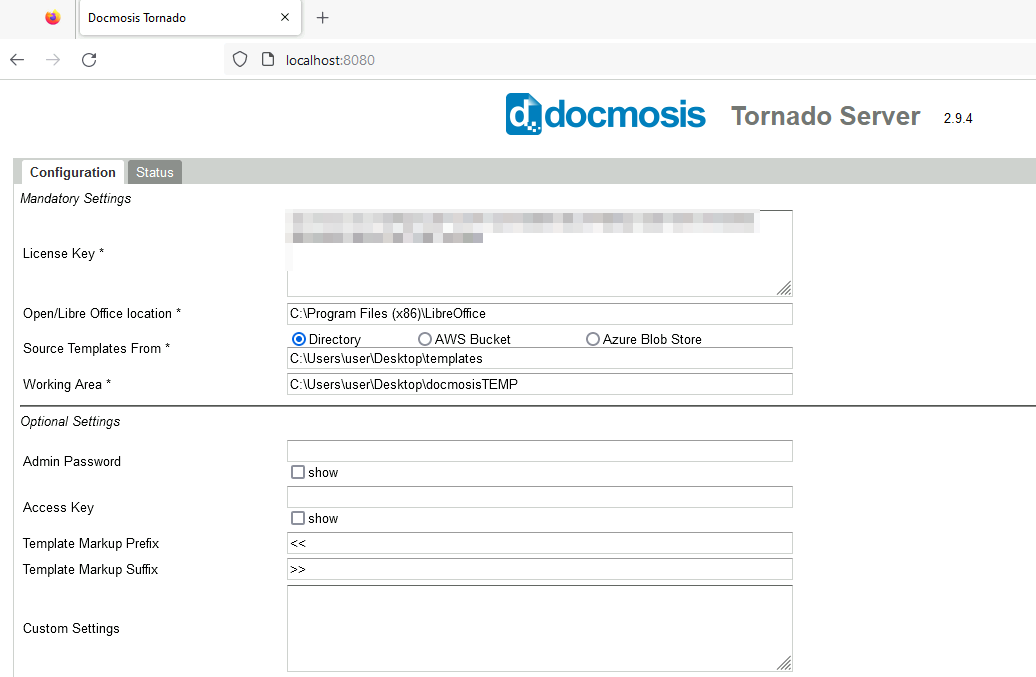 Docmosis Tornado
localhost:8080
docmosis Tornado Server 2.9.4
Configuration Status
Mandatory Settings
License Key *
Open/Libre Office location * C:\Program Files (x86)\LibreOffice
Directory AWS Bucket Azure Blob Store
Source Templates From *
C:\Users\user\Desktop\templates
Working Area * C:\Users\user\Desktop\docmosisTEMP
Optional Settings
Admin Password
show
Access Key
show
Template Markup Prefix <<
Template Markup Suffix >>
Custom Settings